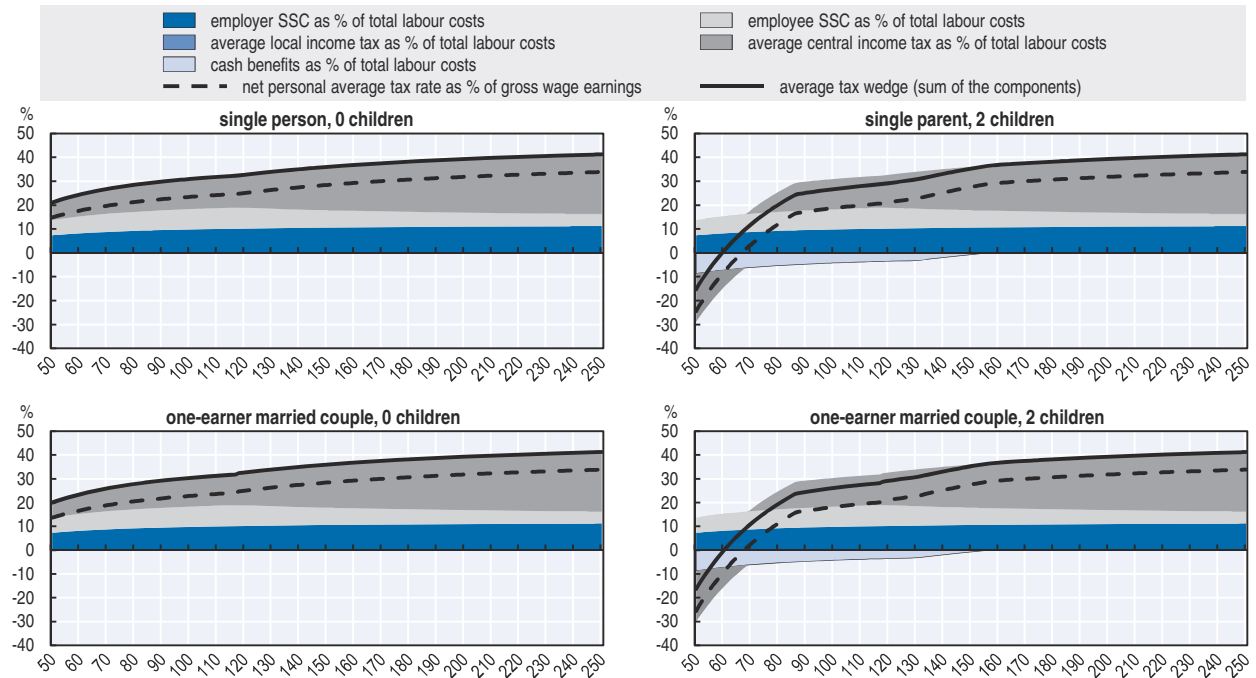 employer SSC as % of total labour costs
employee SSC as % of total labour costs
average local income tax as % of total labour costs
average central income tax as % of total labour costs
cash benefits as % of total labour costs
net personal average tax rate as % of gross wage earnings
average tax wedge (sum of the components)
%
single person, 0 children
50
40
30
20
10
0
-10
-20
-30
-40
50 60 70 80 90 100 110 120 130 140 150 160 170 180 190 200 210 220 230 240 250
%
single parent, 2 children
50
40
30
20
10
0
-10
-20
-30
-40
50 60 70 80 90 100 110 120 130 140 150 160 170 180 190 200 210 220 230 240 250
%
one-earner married couple, 0 children
50
40
30
20
10
0
-10
-20
-30
-40
50 60 70 80 90 100 110 120 130 140 150 160 170 180 190 200 210 220 230 240 250
%
one-earner married couple, 2 children
50
40
30
20
10
0
-10
-20
-30
-40
50 60 70 80 90 100 110 120 130 140 150 160 170 180 190 200 210 220 230 240 250